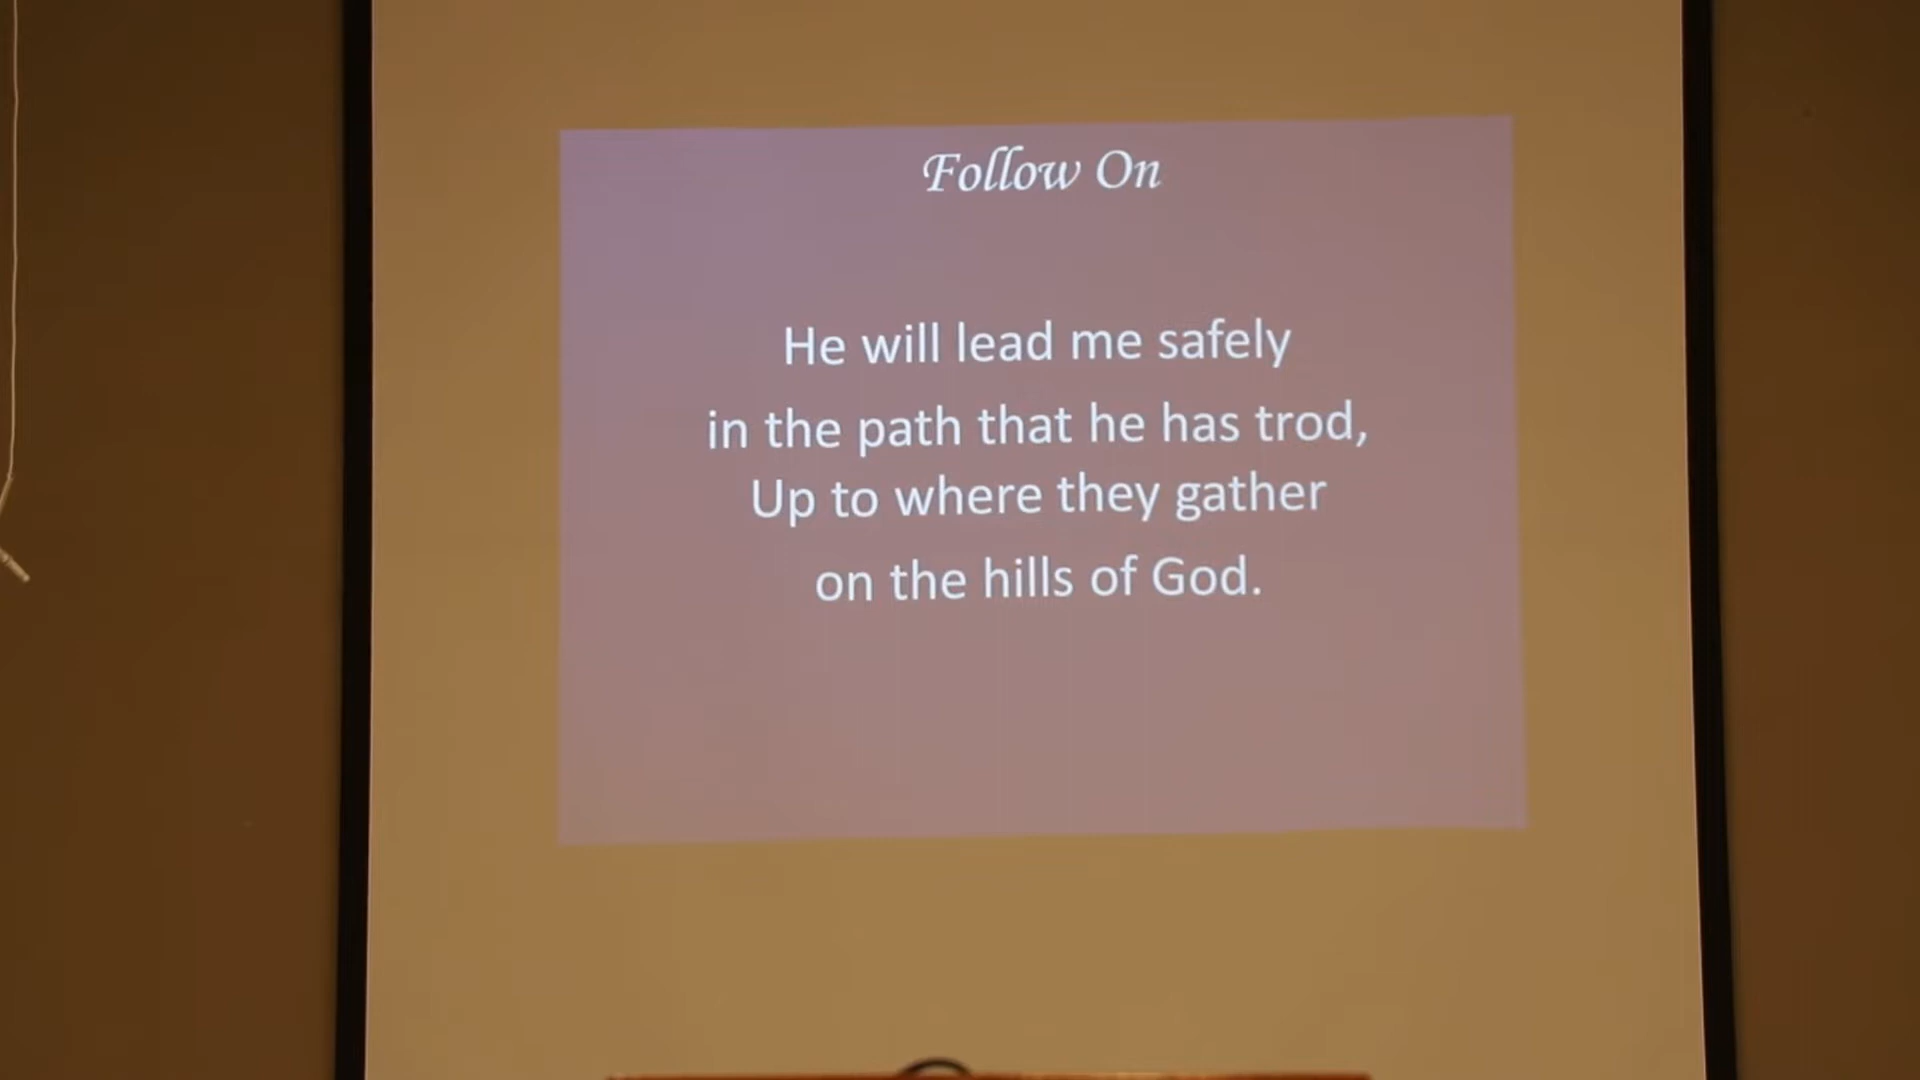 Follow On
He will lead me safely
in the path that he has trod,
Up to where they gather
on the hills of God.